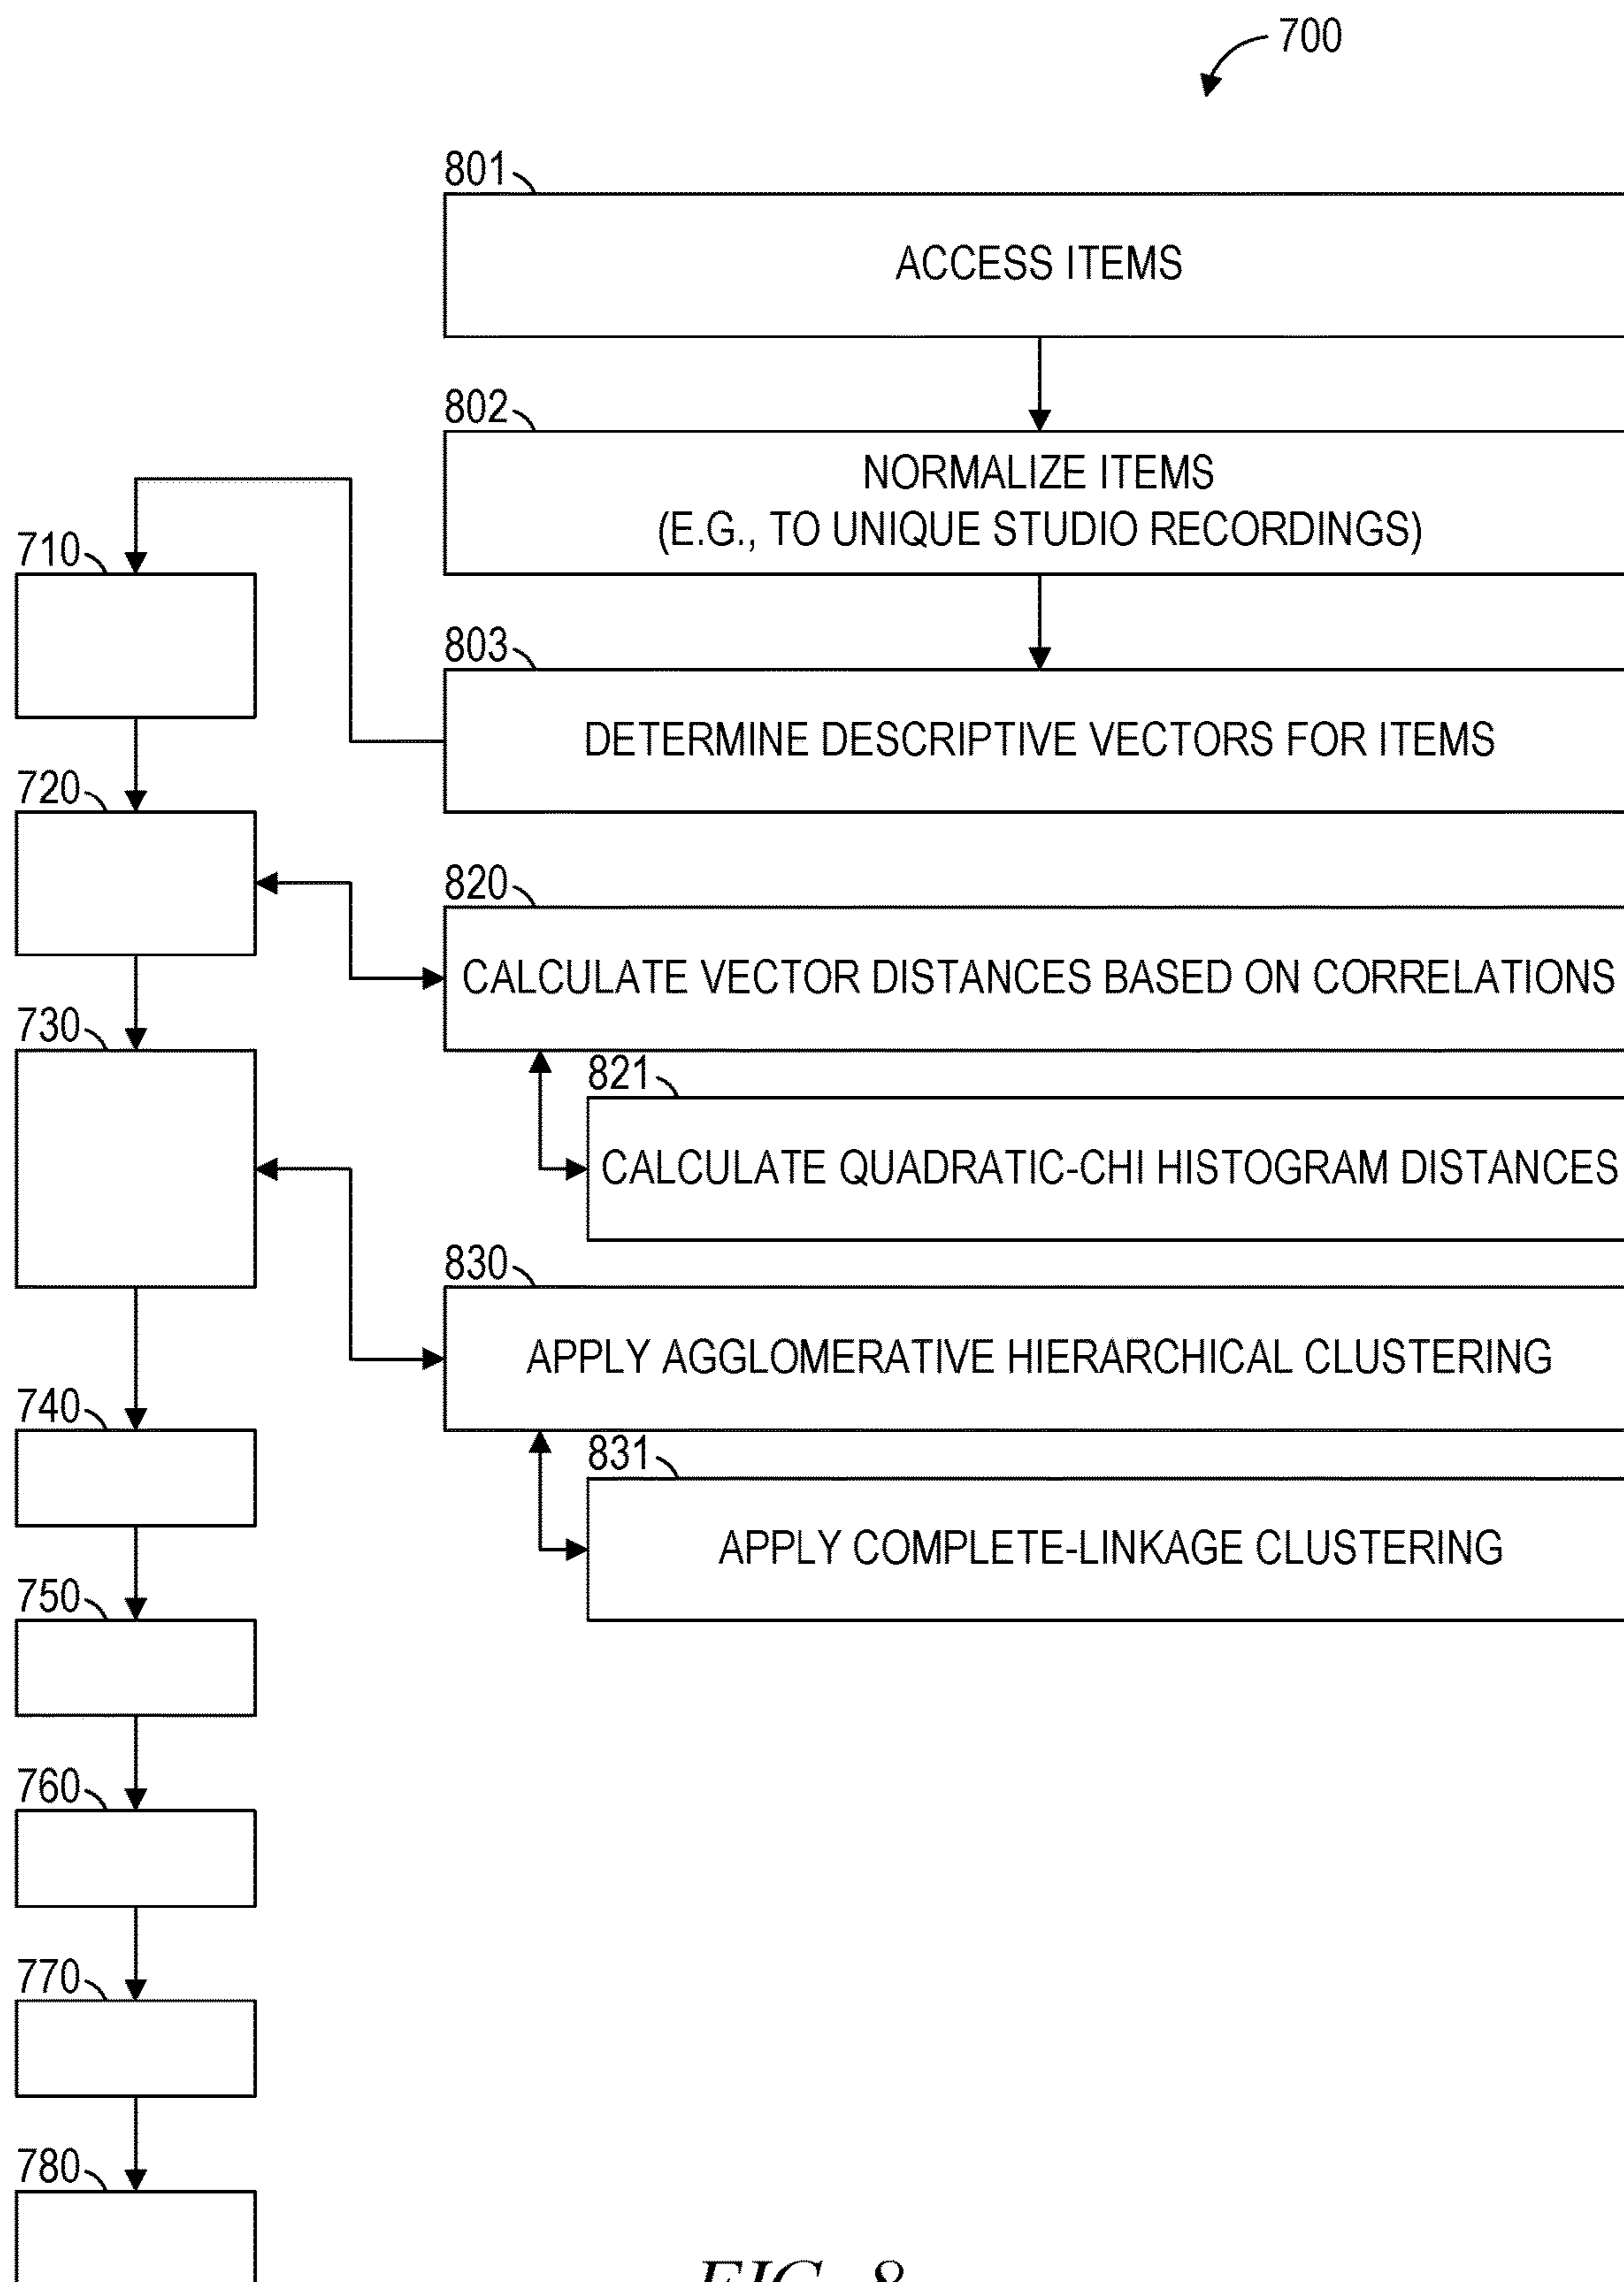 700
801
ACCESS ITEMS
802
NORMALIZE ITEMS
(E.G., TO UNIQUE STUDIO RECORDINGS)
710
803
DETERMINE DESCRIPTIVE VECTORS FOR ITEMS
720
820
CALCULATE VECTOR DISTANCES BASED ON CORRELATIONS
730
821
CALCULATE QUADRATIC-CHI HISTOGRAM DISTANCES
830
APPLY AGGLOMERATIVE HIERARCHICAL CLUSTERING
740
831
APPLY COMPLETE-LINKAGE CLUSTERING
750
760
770
780
FIG. 8